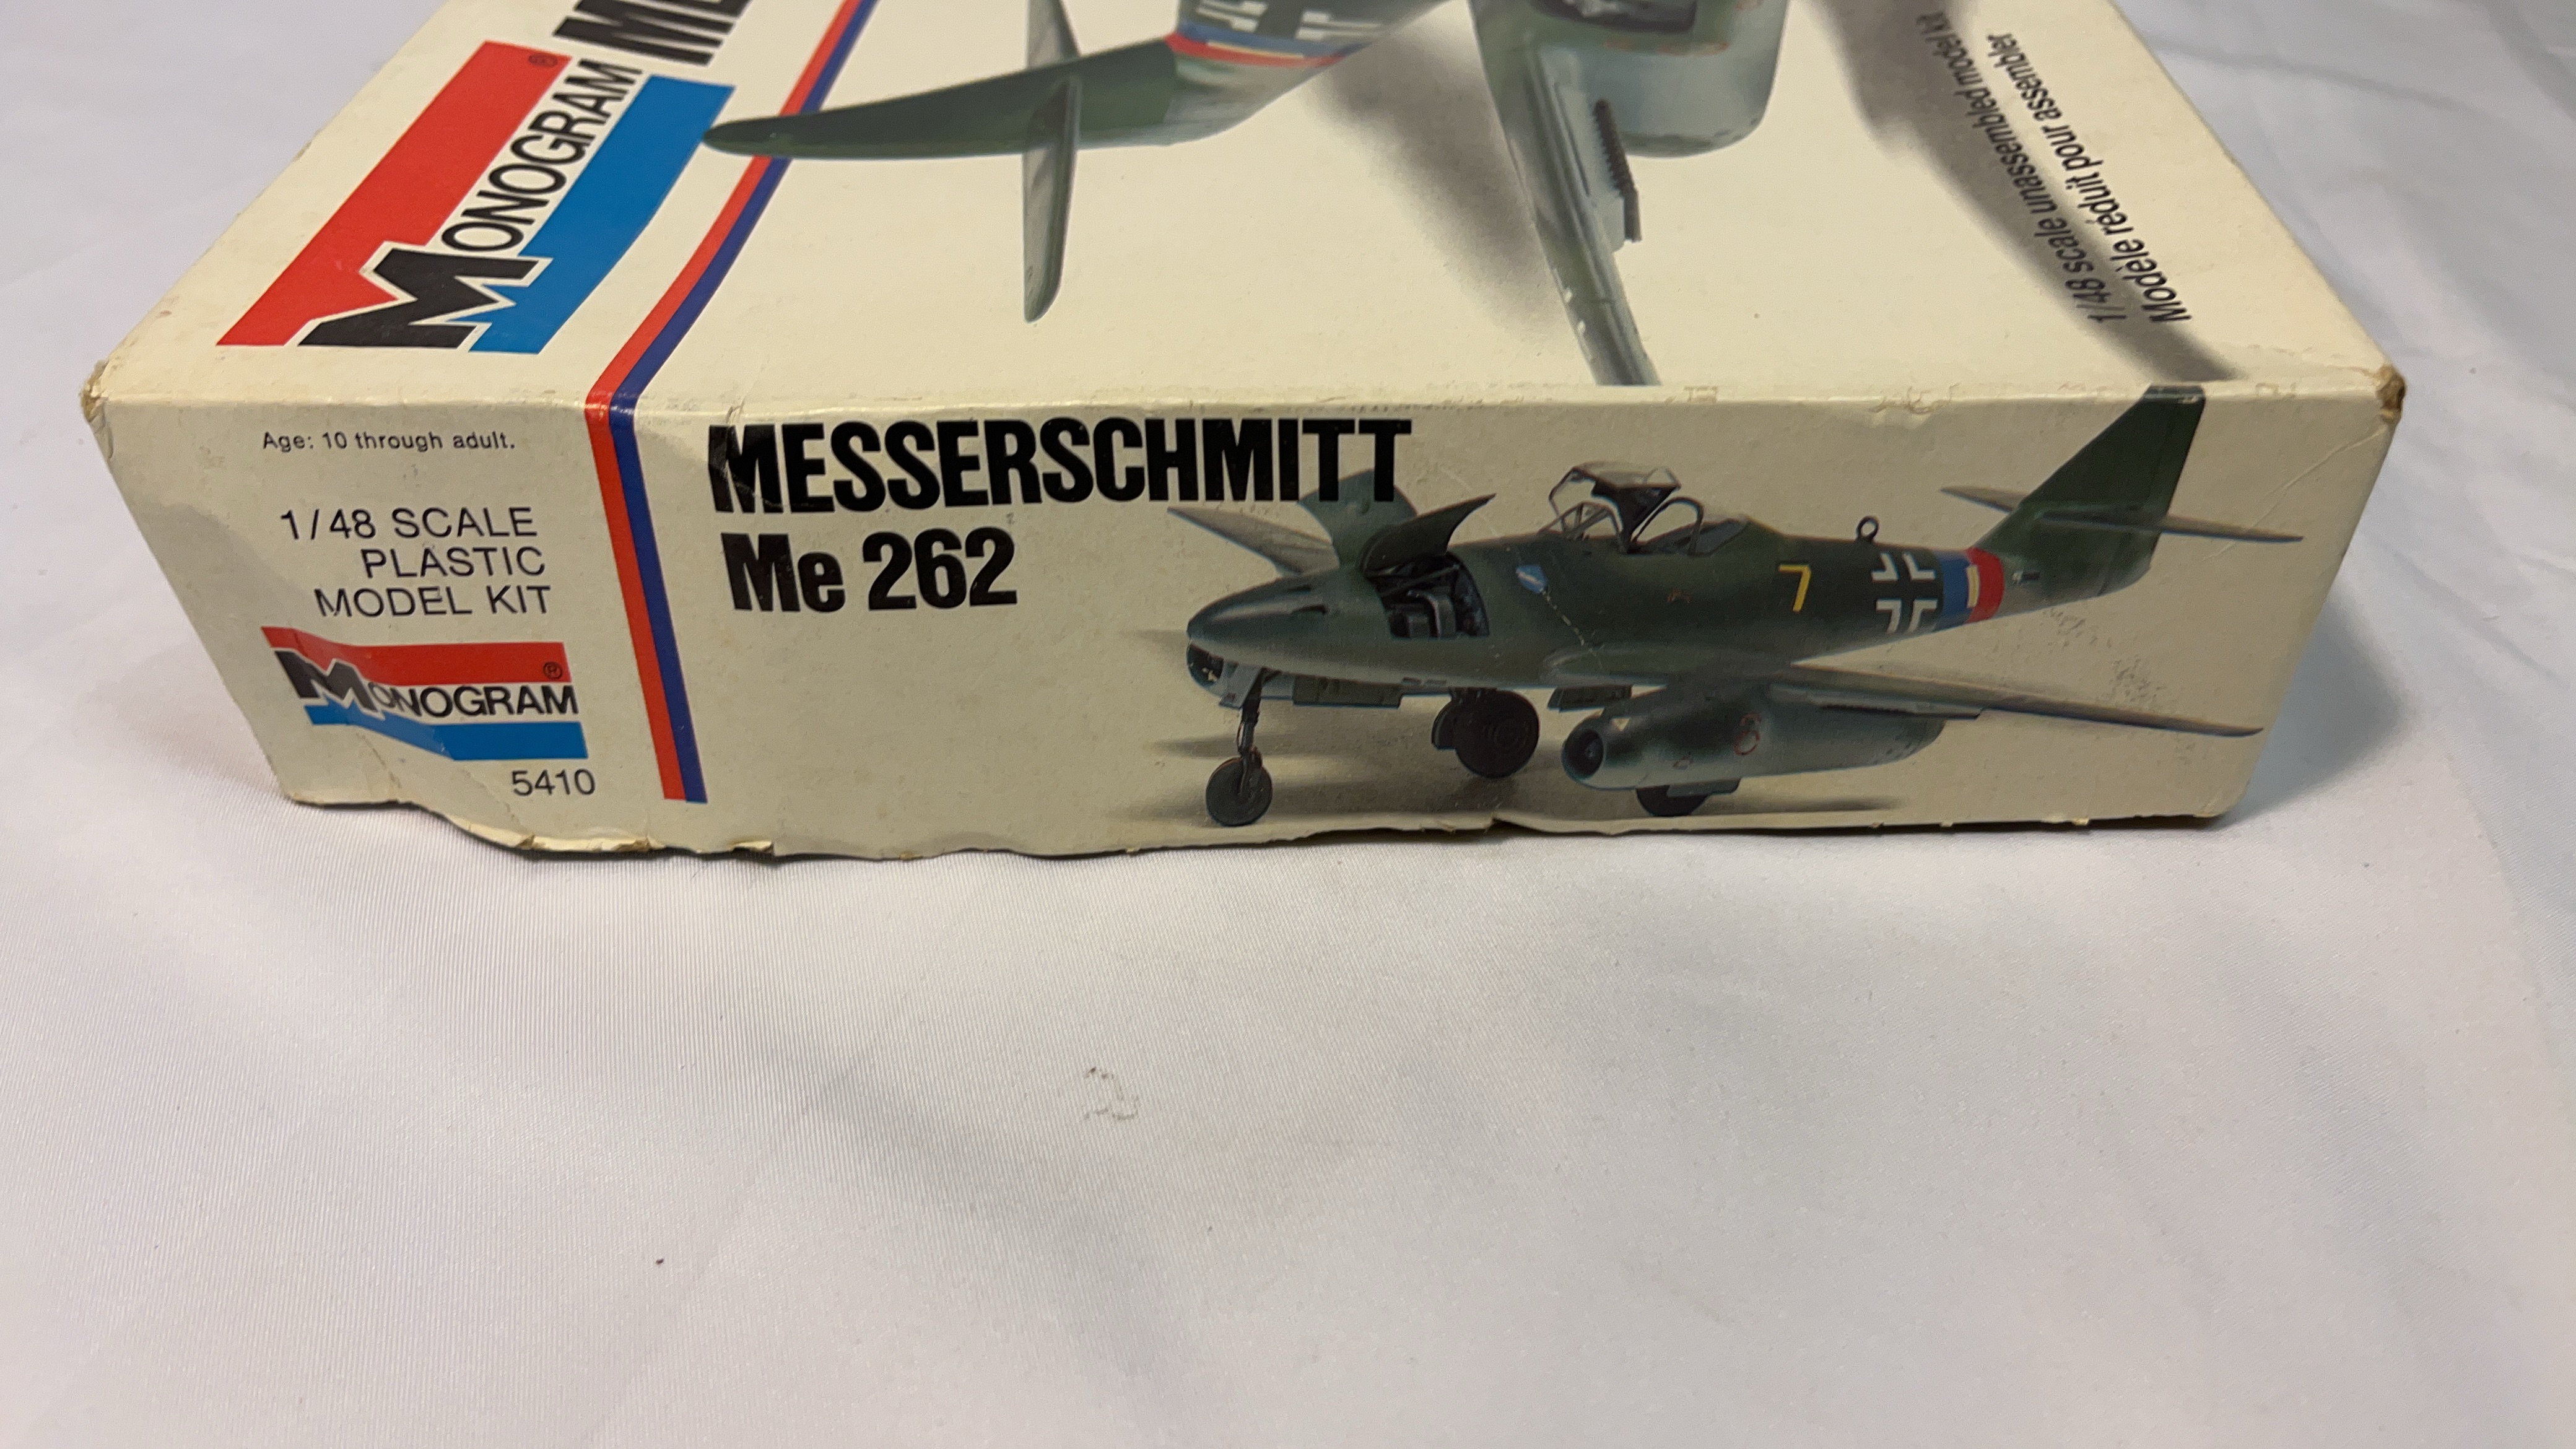 MONOGRAM®
1/48 scale unassembled model kit
Modèle réduit pour assembler
Age: 10 through adult.
1/48 SCALE
PLASTIC
MODEL KIT
MONOGRAM®
5410
MESSERSCHMITT
Me 262
7